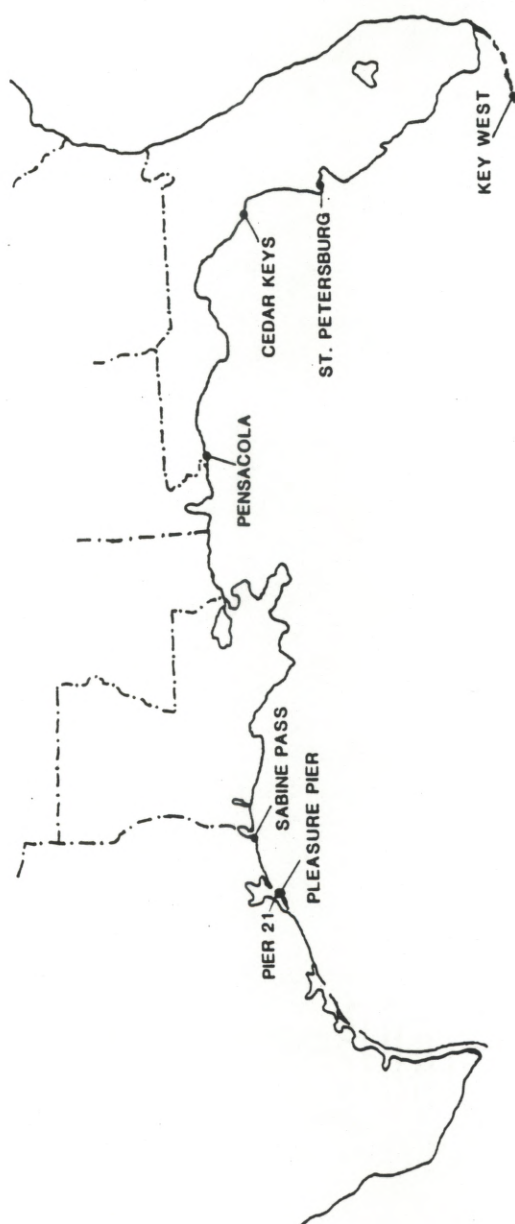 PIER 21
PLEASURE PIER
SABINE PASS
PENSACOLA
CEDAR KEYS
ST. PETERSBURG
KEY WEST